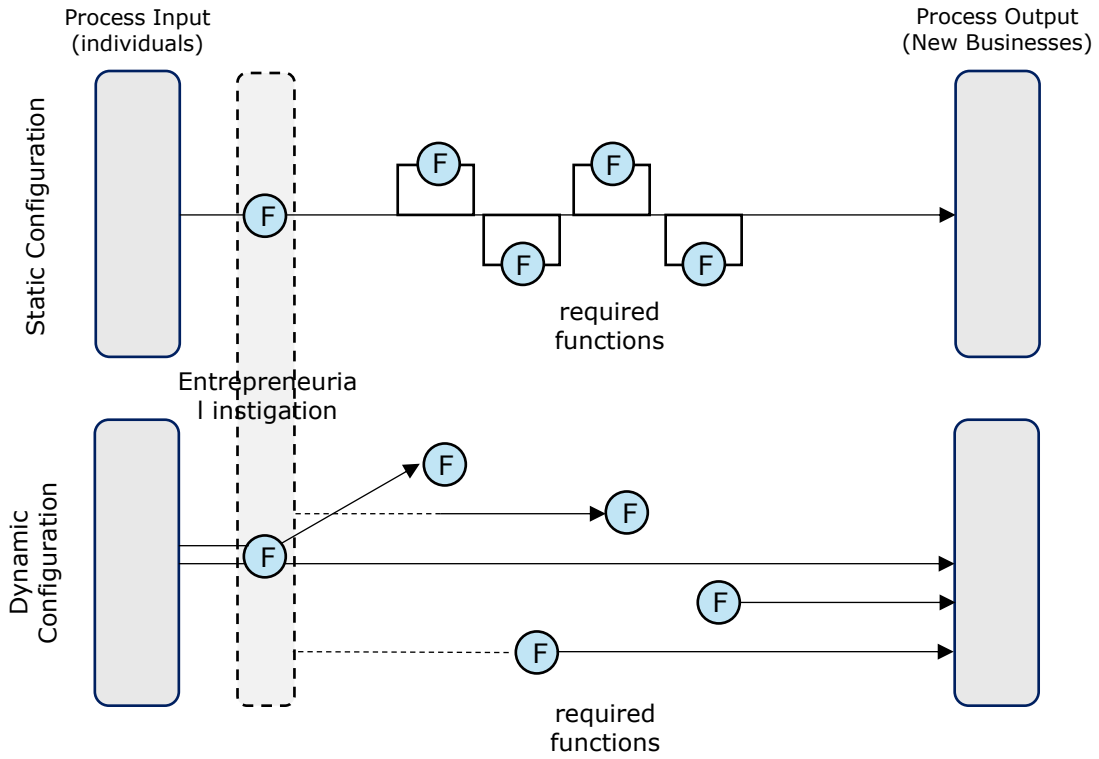 Process Input
(individuals)
Process Output
(New Businesses)
Static Configuration
F
F
F
F
F
required
functions
Entrepreneuria
l instigation
Dynamic
Configuration
F
F
F
F
F
required
functions